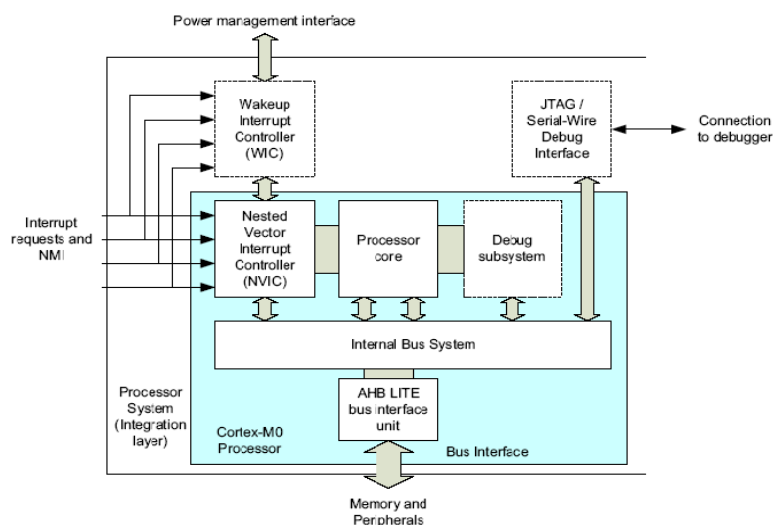 Power management interface
Wakeup
Interrupt
Controller
(WIC)
JTAG /
Serial-Wire
Debug
Interface
Connection
to debugger
Interrupt
requests and
NMI
Nested
Vector
Interrupt
Controller
(NVIC)
Processor
core
Debug
subsystem
Internal Bus System
AHB LITE
bus interface
unit
Processor
System
(Integration
layer)
Cortex-M0
Processor
Bus Interface
Memory and
Peripherals